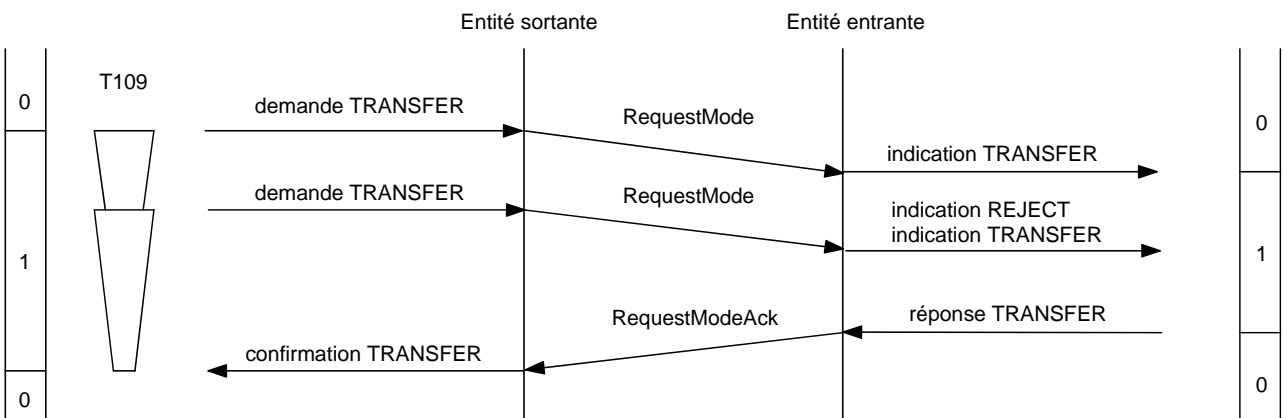 Entité sortante
Entité entrante
T109
0
demande TRANSFER
RequestMode
0
indication TRANSFER
demande TRANSFER
RequestMode
indication REJECT
indication TRANSFER
1
1
RequestModeAck
réponse TRANSFER
confirmation TRANSFER
0
0